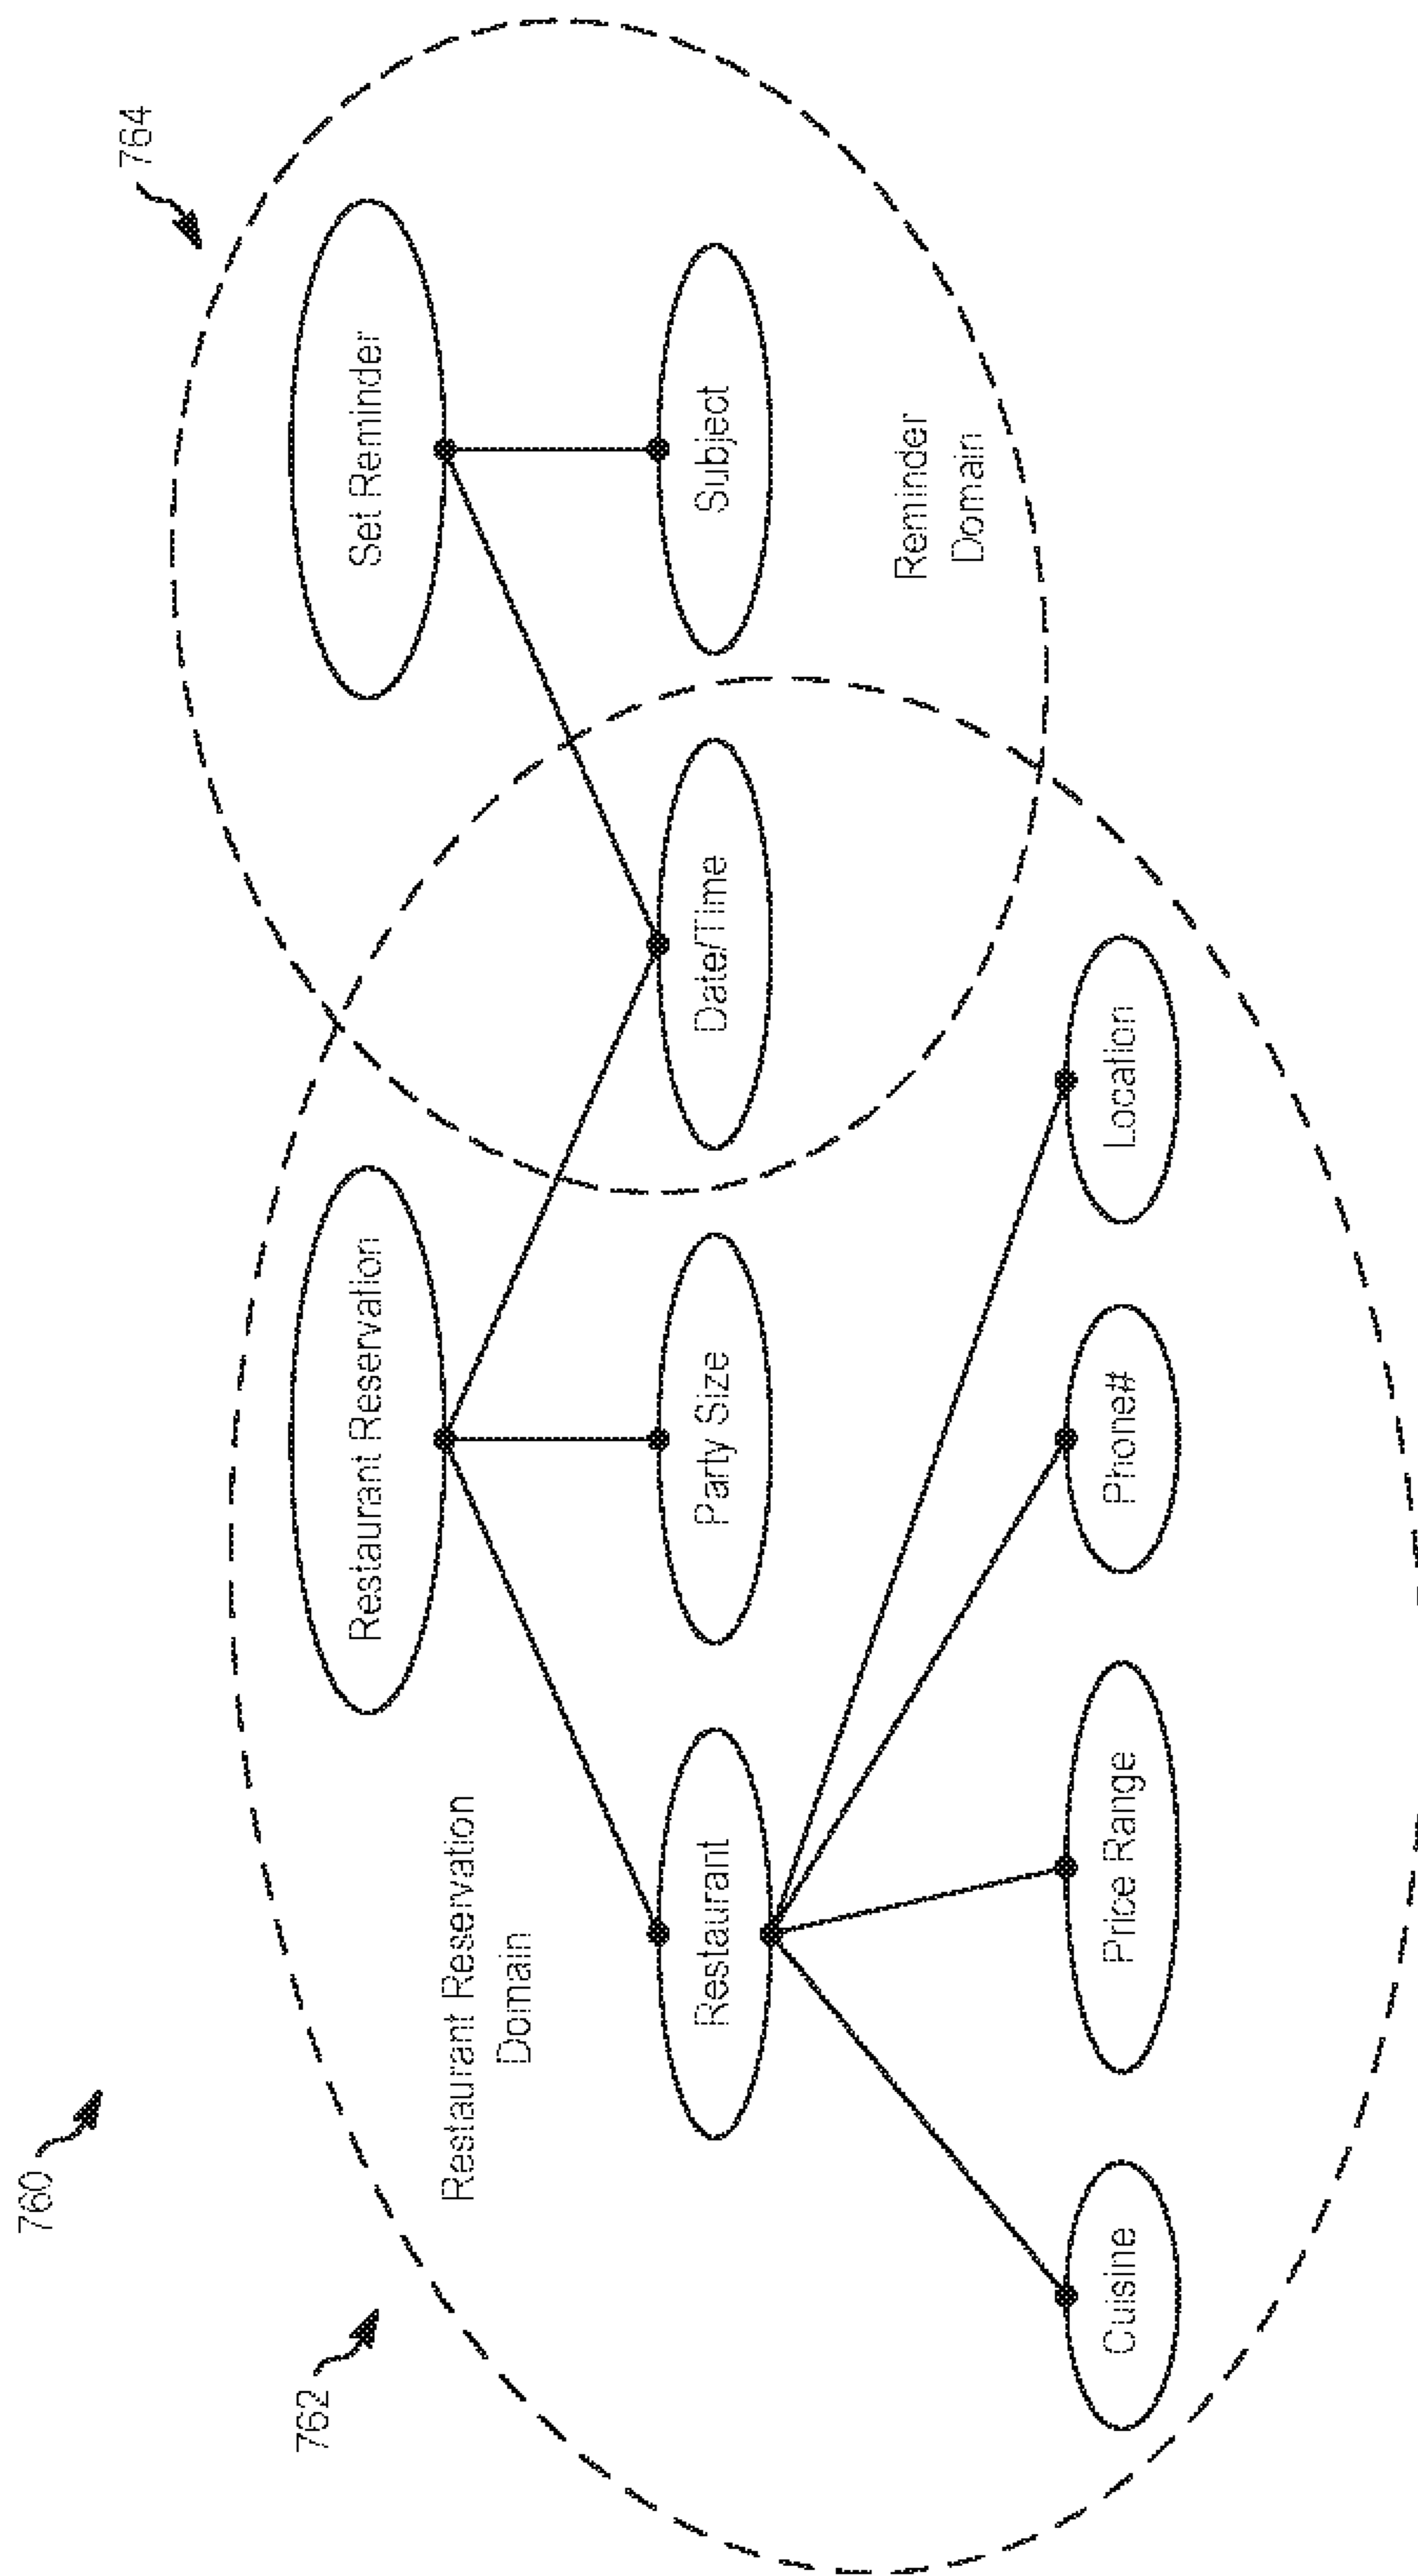 760
762
764
Restaurant Reservation
Set Reminder
Restaurant Reservation
Domain
Restaurant
Party Size
Date/Time
Subject
Reminder
Domain
Cuisine
Price Range
Phone#
Location